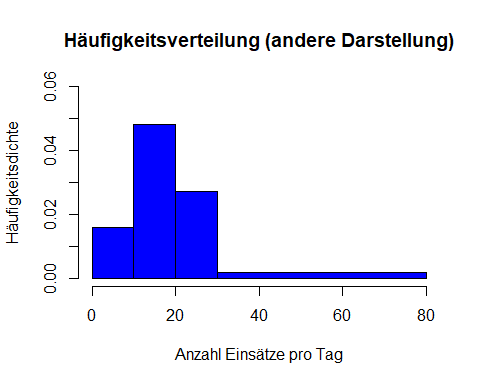 Häufigkeitsverteilung (andere Darstellung)
Häufigkeitsdichte
0.06
0.04
0.02
0.00
0 20 40 60 80
Anzahl Einsätze pro Tag